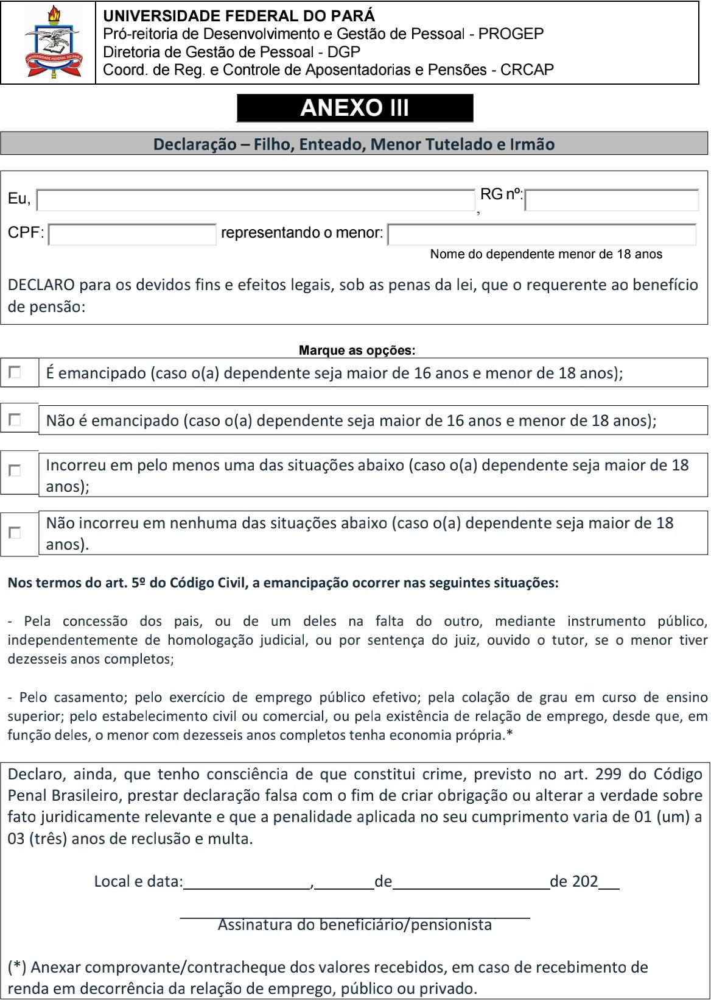 UNIVERSIDADE FEDERAL DO PARÁ
Pró-reitoria de Desenvolvimento e Gestão de Pessoal - PROGEP
Diretoria de Gestão de Pessoal - DGP
Coord. de Reg. e Controle de Aposentadorias e Pensões - CRCAP
UNIVERSIDADE FEDERAL DO PARÁ
ANEXO III
Declaração – Filho, Enteado, Menor Tutelado e Irmão
Eu, , RG nº:
CPF: representando o menor:
Nome do dependente menor de 18 anos
DECLARO para os devidos fins e efeitos legais, sob as penas da lei, que o requerente ao benefício
de pensão:
Marque as opções:
É emancipado (caso o(a) dependente seja maior de 16 anos e menor de 18 anos);
Não é emancipado (caso o(a) dependente seja maior de 16 anos e menor de 18 anos);
Incorreu em pelo menos uma das situações abaixo (caso o(a) dependente seja maior de 18
anos);
Não incorreu em nenhuma das situações abaixo (caso o(a) dependente seja maior de 18
anos).
Nos termos do art. 5º do Código Civil, a emancipação ocorrer nas seguintes situações:
- Pela concessão dos pais, ou de um deles na falta do outro, mediante instrumento público,
independentemente de homologação judicial, ou por sentença do juiz, ouvido o tutor, se o menor tiver
dezesseis anos completos;
- Pelo casamento; pelo exercício de emprego público efetivo; pela colação de grau em curso de ensino
superior; pelo estabelecimento civil ou comercial, ou pela existência de relação de emprego, desde que, em
função deles, o menor com dezesseis anos completos tenha economia própria.*
Declaro, ainda, que tenho consciência de que constitui crime, previsto no art. 299 do Código
Penal Brasileiro, prestar declaração falsa com o fim de criar obrigação ou alterar a verdade sobre
fato juridicamente relevante e que a penalidade aplicada no seu cumprimento varia de 01 (um) a
03 (três) anos de reclusão e multa.
Local e data:_______________,_______de___________________de 202___
Assinatura do beneficiário/pensionista
(*) Anexar comprovante/contracheque dos valores recebidos, em caso de recebimento de
renda em decorrência da relação de emprego, público ou privado.